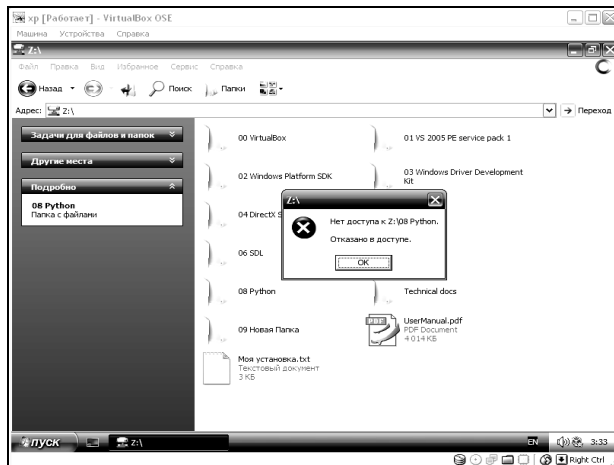 xp [Работает] - VirtualBox OSE
Машина Устройства Справка
Z:\
Файл Правка Вид Избранное Сервис Справка
Назад Поиск Папки
Адрес: Z:\ Переход
Задачи для файлов и папок
Другие места
Подробно
08 Python
Папка с файлами
00 VirtualBox
01 VS 2005 PE service pack 1
02 Windows Platform SDK
03 Windows Driver Development
Kit
04 DirectX
06 SDL
08 Python
Technical docs
09 Новая Папка
UserManual.pdf
PDF Document
4 014 КБ
Моя установка.txt
Текстовый документ
3 КБ
Z:\
Нет доступа к Z:\08 Python.
Отказано в доступе.
OK
пуск
Z:\
EN
3:33
Right Ctrl